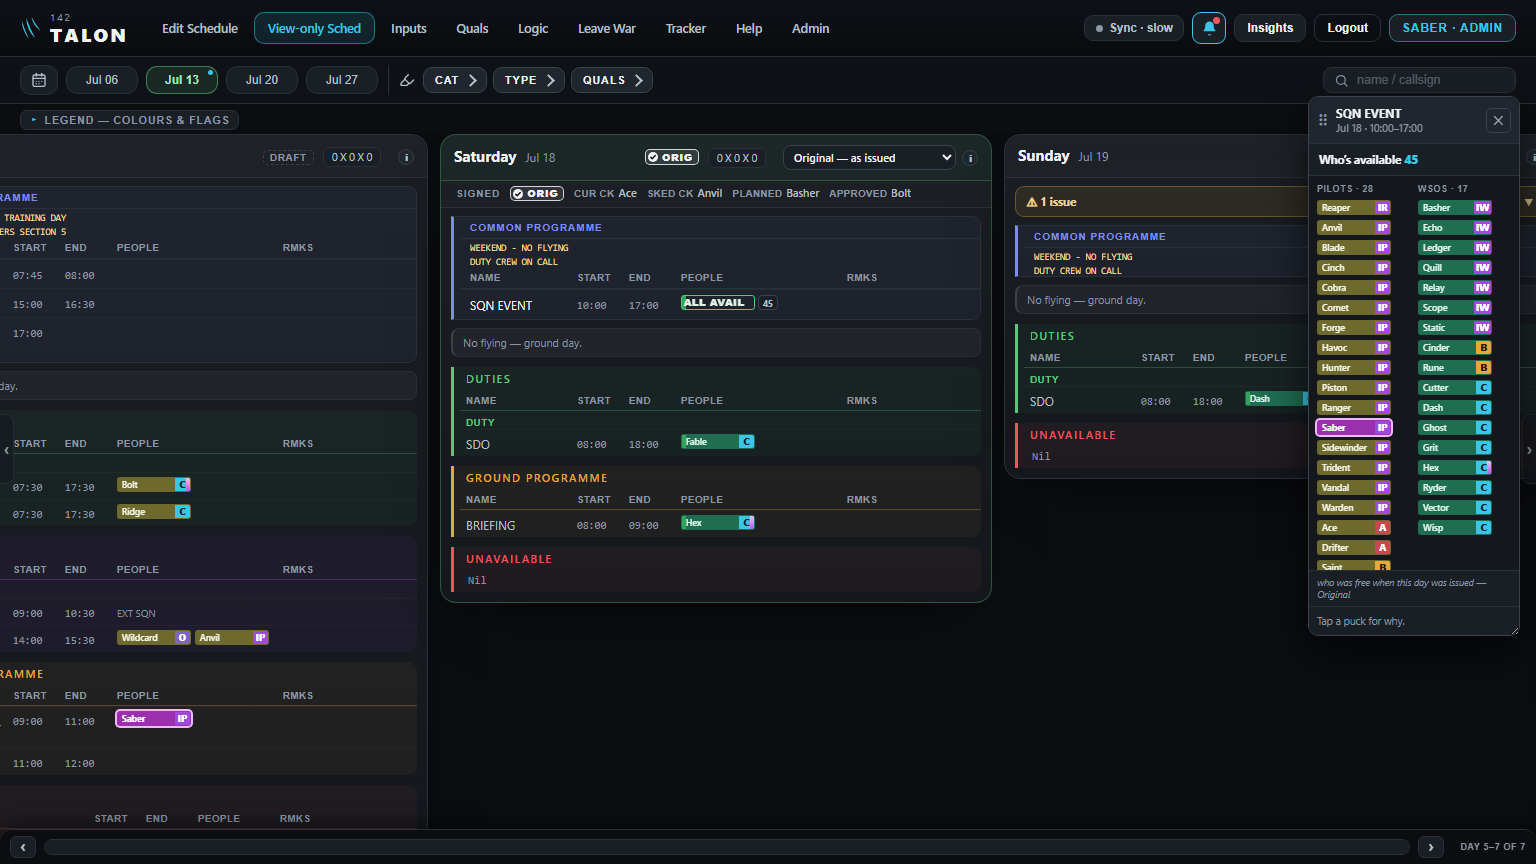 142
TALON
Edit Schedule
View-only Sched
Inputs
Quals
Logic
Leave War
Tracker
Help
Admin
Sync · slow
Insights
Logout
SABER · ADMIN
Jul 06
Jul 13
Jul 20
Jul 27
CAT
TYPE
QUALS
name / callsign
LEGEND — COLOURS & FLAGS
DRAFT
0X0X0
i
RAMME
TRAINING DAY
ERS SECTION 5
START END PEOPLE RMKS
07:45 08:00
15:00 16:30
17:00
day.
START END PEOPLE RMKS
07:30 17:30 Bolt C
07:30 17:30 Ridge C
START END PEOPLE RMKS
09:00 10:30 EXT SQN
14:00 15:30 Wildcard O Anvil IP
RAMME
START END PEOPLE RMKS
09:00 11:00 Saber IP
11:00 12:00
START END PEOPLE RMKS
Saturday Jul 18
ORIG
0X0X0
Original — as issued
i
SIGNED ORIG CUR CK Ace SKED CK Anvil PLANNED Basher APPROVED Bolt
COMMON PROGRAMME
WEEKEND - NO FLYING
DUTY CREW ON CALL
NAME START END PEOPLE RMKS
SQN EVENT 10:00 17:00 ALL AVAIL 45
No flying — ground day.
DUTIES
NAME START END PEOPLE RMKS
DUTY
SDO 08:00 18:00 Fable C
GROUND PROGRAMME
NAME START END PEOPLE RMKS
BRIEFING 08:00 09:00 Hex C
UNAVAILABLE
Nil
Sunday Jul 19
1 issue
COMMON PROGRAMME
WEEKEND - NO FLYING
DUTY CREW ON CALL
No flying — ground day.
DUTIES
NAME START END PEOPLE
DUTY
SDO 08:00 18:00 Dash
UNAVAILABLE
Nil
SQN EVENT
Jul 18 · 10:00–17:00
Who's available 45
PILOTS · 28 WSOS · 17
Reaper IR Basher IW
Anvil IP Echo IW
Blade IP Ledger IW
Cinch IP Quill IW
Cobra IP Relay IW
Comet IP Scope IW
Forge IP Static IW
Havoc IP Cinder B
Hunter IP Rune B
Piston IP Cutter C
Ranger IP Dash C
Saber IP Ghost C
Sidewinder IP Grit C
Trident IP Hex C
Vandal IP Ryder C
Warden IP Vector C
Ace A Wisp C
Drifter A
Saint B
who was free when this day was issued —
Original
Tap a puck for why.
DAY 5–7 OF 7